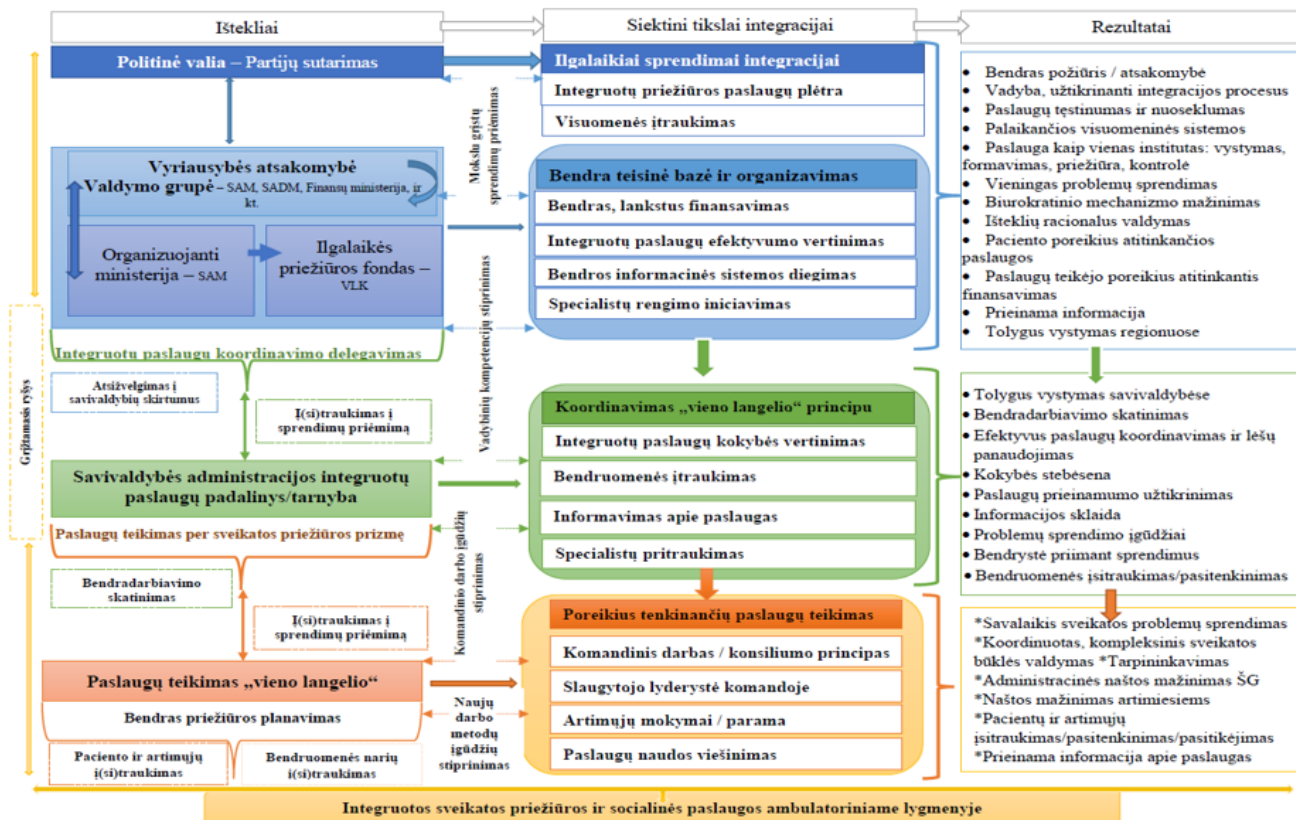 Ištekliai
Siektini tikslai integracijai
Rezultatai
Politinė valia – Partijų sutarimas
Vyriausybės atsakomybė
Valdymo grupė – SAM, SADM, Finansų ministerija, ir
kt.
Organizuojanti
ministerija – SAM
Ilgalaikės
priežiūros fondas –
VLK
Integruotų paslaugų koordinavimo delegavimas
Atsižvelgimas į
savivaldybių skirtumus
Į(si)traukimas į
sprendimų priėmimą
Savivaldybės administracijos integruotų
paslaugų padalinys/tarnyba
Paslaugų teikimas per sveikatos priežiūros prizmę
Bendradarbiavimo
skatinimas
Į(si)traukimas į
sprendimų priėmimą
Paslaugų teikimas „vieno langelio“
Bendras priežiūros planavimas
Paciento ir artimųjų
į(si)traukimas
Bendruomenės narių
į(si)traukimas
Grįžtamasis ryšys
Mokslu grįstų
sprendimų priėmimas
Vadybinių kompetencijų stiprinimas
Komandinio darbo įgūdžių
stiprinimas
Naujų
darbo
metodų
įgūdžių
stiprinimas
Ilgalaikiai sprendimai integracijai
Integruotų priežiūros paslaugų plėtra
Visuomenės įtraukimas
Bendra teisinė bazė ir organizavimas
Bendras, lankstus finansavimas
Integruotų paslaugų efektyvumo vertinimas
Bendros informacinės sistemos diegimas
Specialistų rengimo iniciavimas
Koordinavimas „vieno langelio“ principu
Integruotų paslaugų kokybės vertinimas
Bendruomenės įtraukimas
Informavimas apie paslaugas
Specialistų pritraukimas
Poreikius tenkinančių paslaugų teikimas
Komandinis darbas / konsiliumo principas
Slaugytojo lyderystė komandoje
Artimųjų mokymai / parama
Paslaugų naudos viešinimas
• Bendras požiūris / atsakomybė
• Vadyba, užtikrinanti integracijos procesus
• Paslaugų tęstinumas ir nuoseklumas
• Palaikančios visuomeninės sistemos
• Paslauga kaip vienas institutas: vystymas,
formavimas, priežiūra, kontrolė
• Vieningas problemų sprendimas
• Biurokratinio mechanizmo mažinimas
• Išteklių racionalus valdymas
• Paciento poreikius atitinkančios
paslaugos
• Paslaugų teikėjo poreikius atitinkantis
finansavimas
• Prieinama informacija
• Tolygus vystymas regionuose
• Tolygus vystymas savivaldybėse
• Bendradarbiavimo skatinimas
• Efektyvus paslaugų koordinavimas ir lėšų
panaudojimas
• Kokybės stebėsena
• Paslaugų prieinamumo užtikrinimas
• Informacijos sklaida
• Problemų sprendimo įgūdžiai
• Bendrystė priimant sprendimus
• Bendruomenės įsitraukimas/pasitenkinimas
*Savalaikis sveikatos problemų sprendimas
*Koordinuotas, kompleksinis sveikatos
būklės valdymas *Tarpininkavimas
*Administracinės naštos mažinimas ŠG
*Naštos mažinimas artimiesiems
*Pacientų ir artimųjų
įsitraukimas/pasitenkinimas/pasitikėjimas
*Prieinama informacija apie paslaugas
Integruotos sveikatos priežiūros ir socialinės paslaugos ambulatoriniame lygmenyje